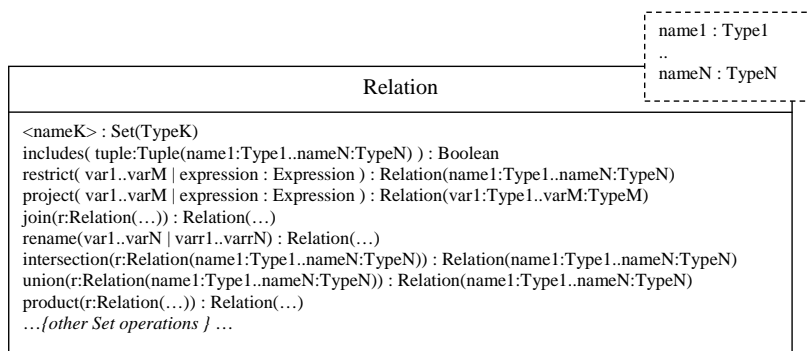 name1 : Type1
..
nameN : TypeN
Relation
<nameK> : Set(TypeK)
includes( tuple:Tuple(name1:Type1..nameN:TypeN) ) : Boolean
restrict( var1..varM | expression : Expression ) : Relation(name1:Type1..nameN:TypeN)
project( var1..varM | expression : Expression ) : Relation(var1:Type1..varM:TypeM)
join(r:Relation(…)) : Relation(…)
rename(var1..varN | varr1..varrN) : Relation(…)
intersection(r:Relation(name1:Type1..nameN:TypeN)) : Relation(name1:Type1..nameN:TypeN)
union(r:Relation(name1:Type1..nameN:TypeN)) : Relation(name1:Type1..nameN:TypeN)
product(r:Relation(…)) : Relation(…)
…{other Set operations } …